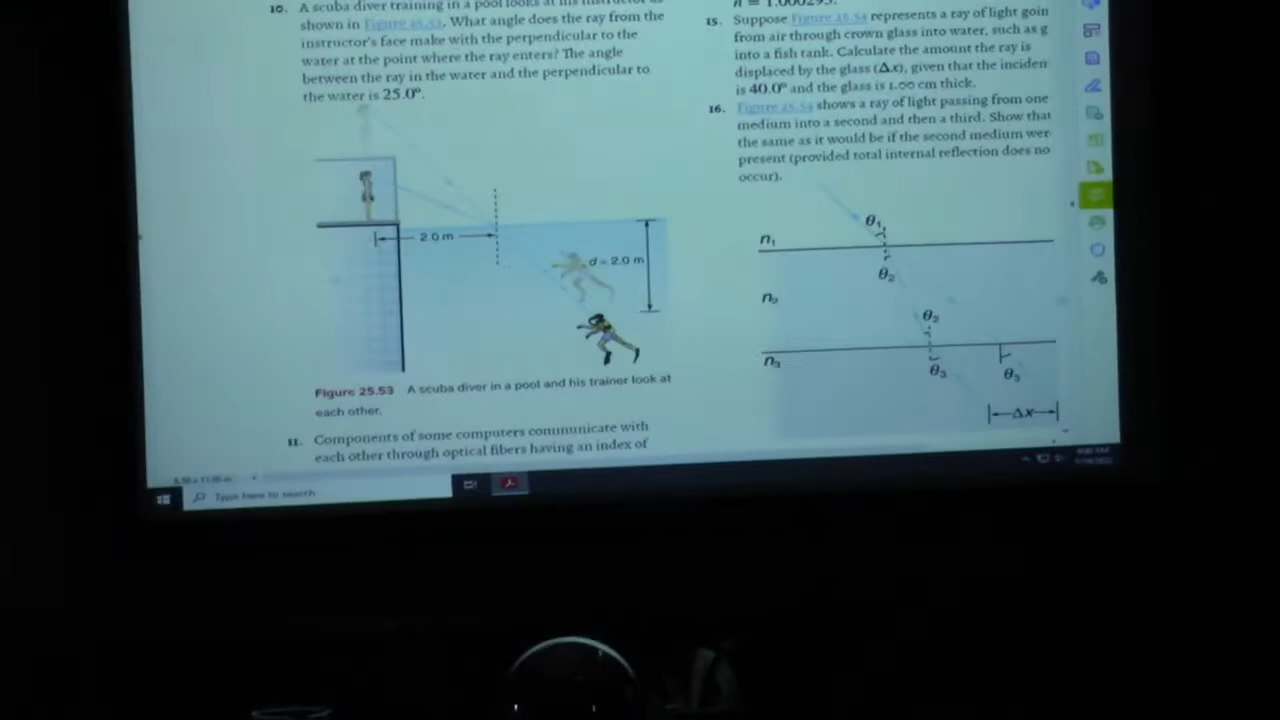 10. A scuba diver training in a pool looks at his instructor as
shown in Figure 25.53. What angle does the ray from the
instructor's face make with the perpendicular to the
water at the point where the ray enters? The angle
between the ray in the water and the perpendicular to
the water is 25.0°.
2.0 m
d = 2.0 m
Figure 25.53 A scuba diver in a pool and his trainer look at
each other.
11. Components of some computers communicate with
each other through optical fibers having an index of
n = 1.000293.
15. Suppose Figure 25.54 represents a ray of light goin
from air through crown glass into water, such as g
into a fish tank. Calculate the amount the ray is
displaced by the glass (Δx), given that the inciden
is 40.0° and the glass is 1.00 cm thick.
16. Figure 25.54 shows a ray of light passing from one
medium into a second and then a third. Show that
the same as it would be if the second medium wer
present (provided total internal reflection does no
occur).
θ₁
n₁
θ₂
n₂
θ₂
n₃
θ₃
θ₃
Δx
Type here to search